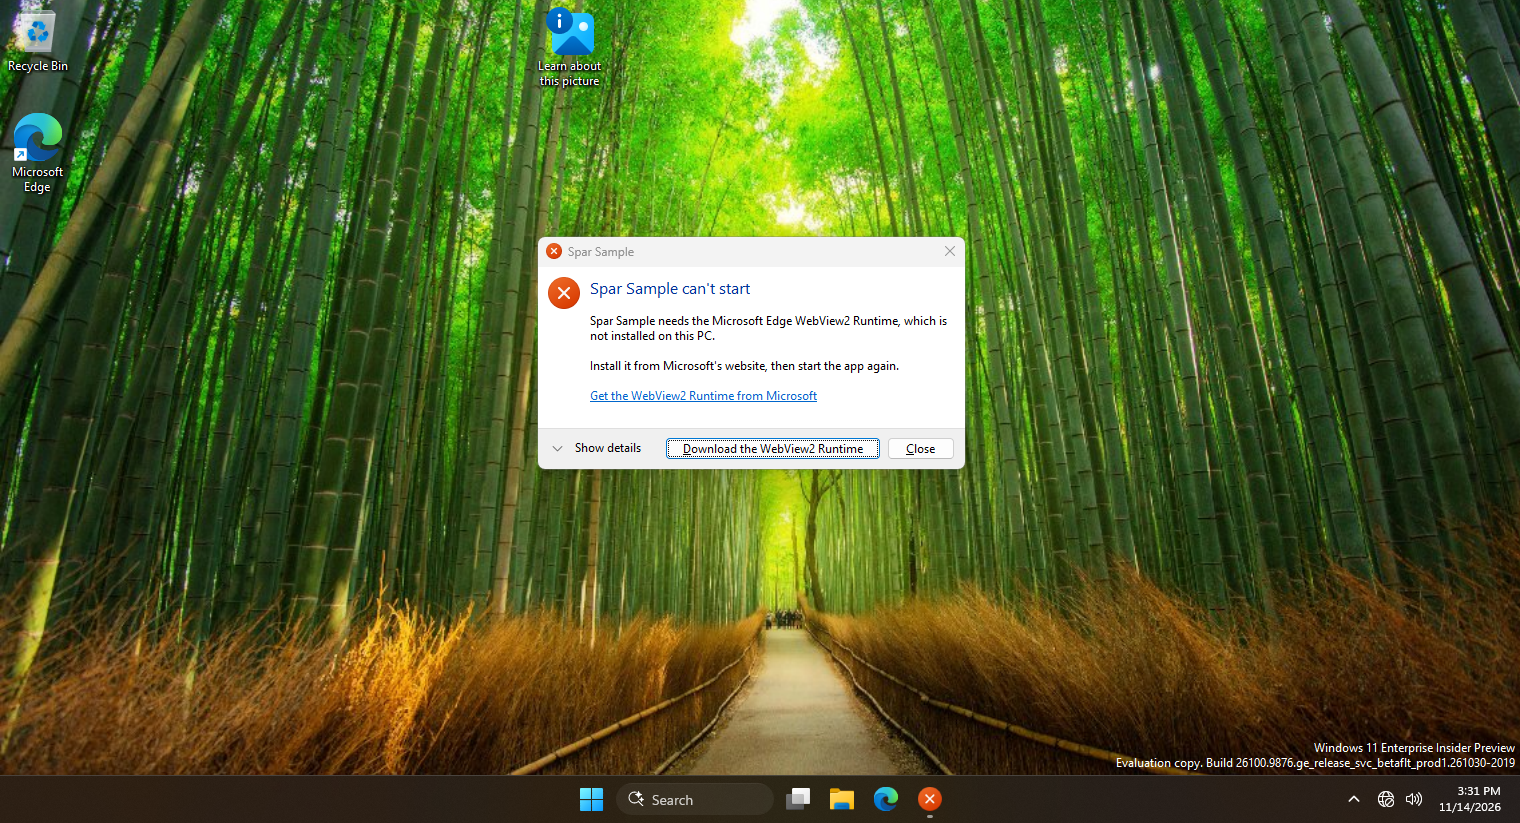 Recycle Bin
Learn about
this picture
Microsoft
Edge
Spar Sample
Spar Sample can't start
Spar Sample needs the Microsoft Edge WebView2 Runtime, which is
not installed on this PC.
Install it from Microsoft's website, then start the app again.
Get the WebView2 Runtime from Microsoft
Show details
Download the WebView2 Runtime
Close
Windows 11 Enterprise Insider Preview
Evaluation copy. Build 26100.9876.ge_release_svc_betaflt_prod1.261030-2019
Search
3:31 PM
11/14/2026